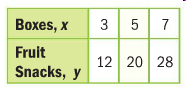 Boxes, x 3 5 7
Fruit
Snacks, y 12 20 28